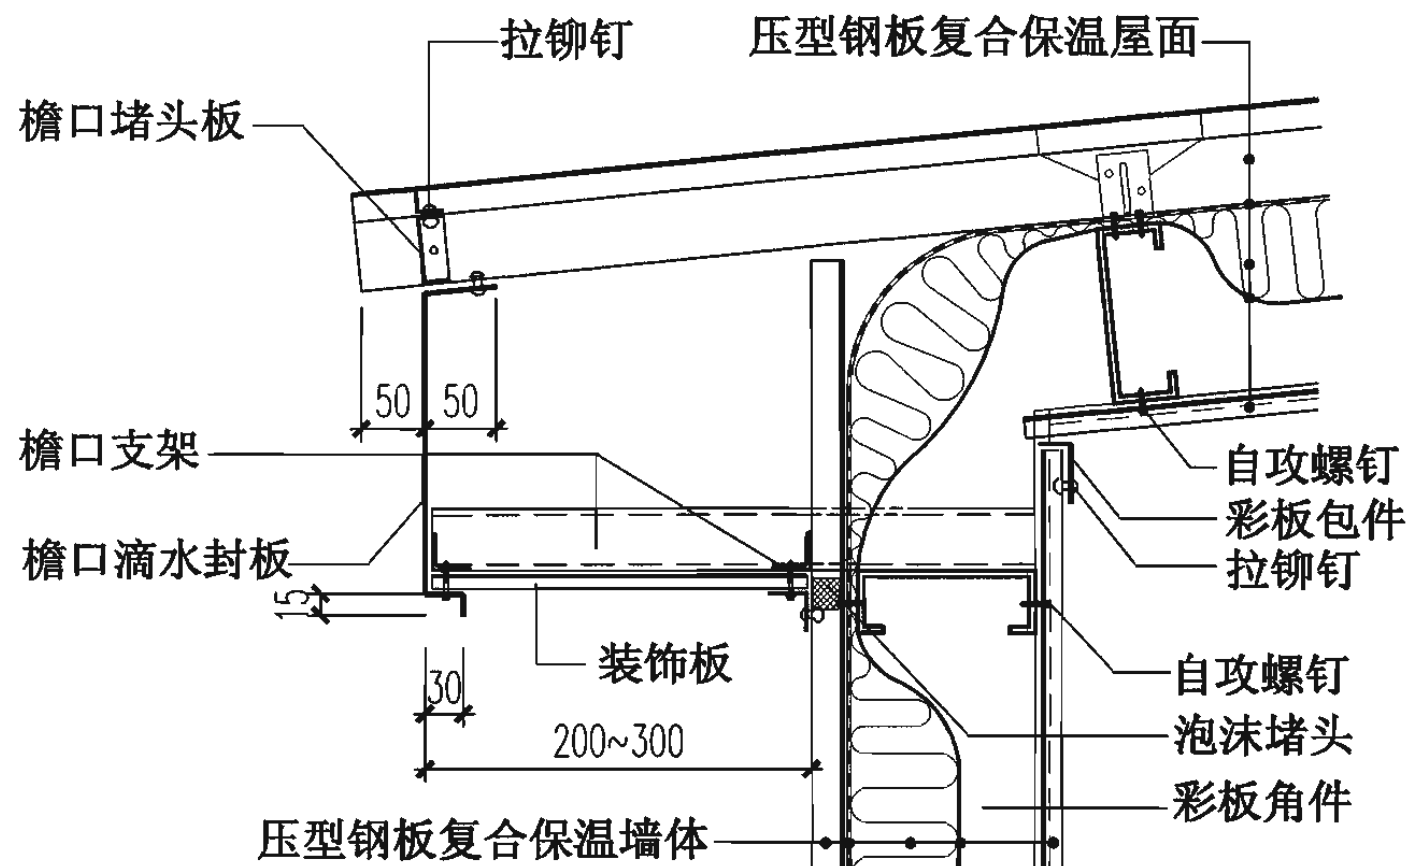 拉铆钉
压型钢板复合保温屋面
檐口堵头板
50
50
檐口支架
自攻螺钉
彩板包件
檐口滴水封板
拉铆钉
15
装饰板
自攻螺钉
30
泡沫堵头
200~300
彩板角件
压型钢板复合保温墙体